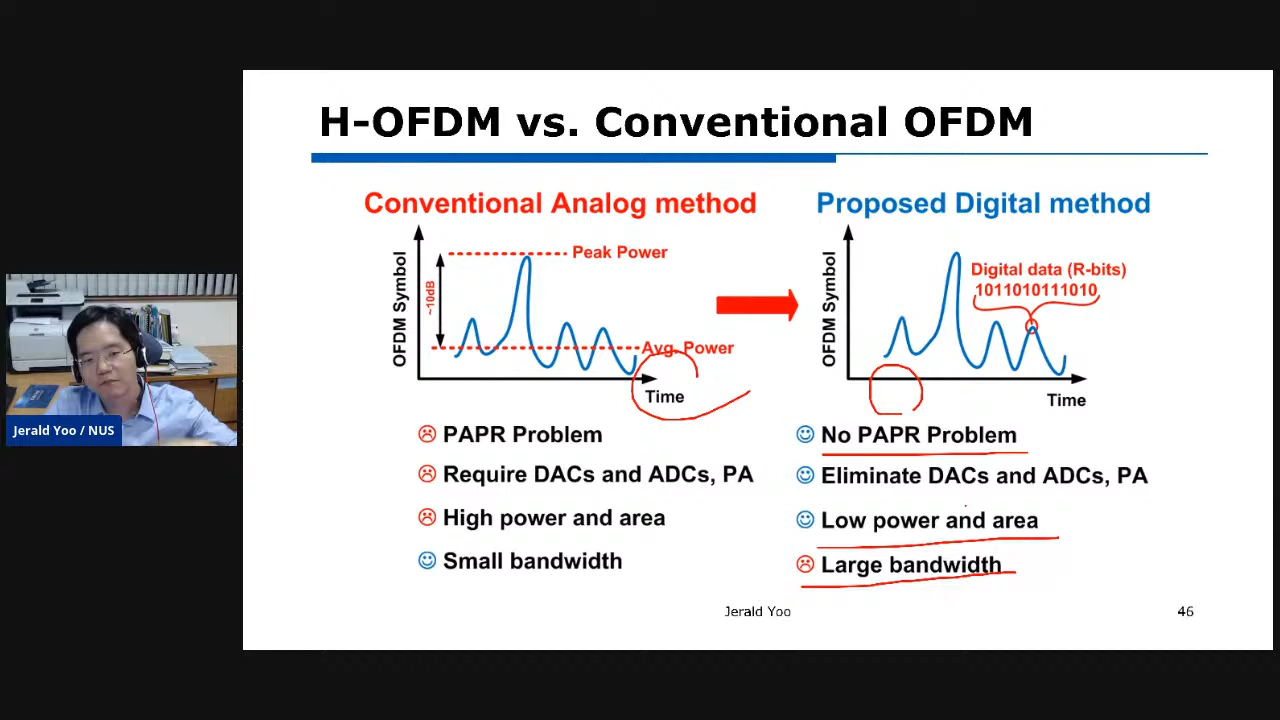 H-OFDM vs. Conventional OFDM
Conventional Analog method
OFDM Symbol
~10dB
Peak Power
Avg. Power
Time
PAPR Problem
Require DACs and ADCs, PA
High power and area
Small bandwidth
Proposed Digital method
OFDM Symbol
Digital data (R-bits)
1011010111010
Time
No PAPR Problem
Eliminate DACs and ADCs, PA
Low power and area
Large bandwidth
Jerald Yoo
46
Jerald Yoo / NUS